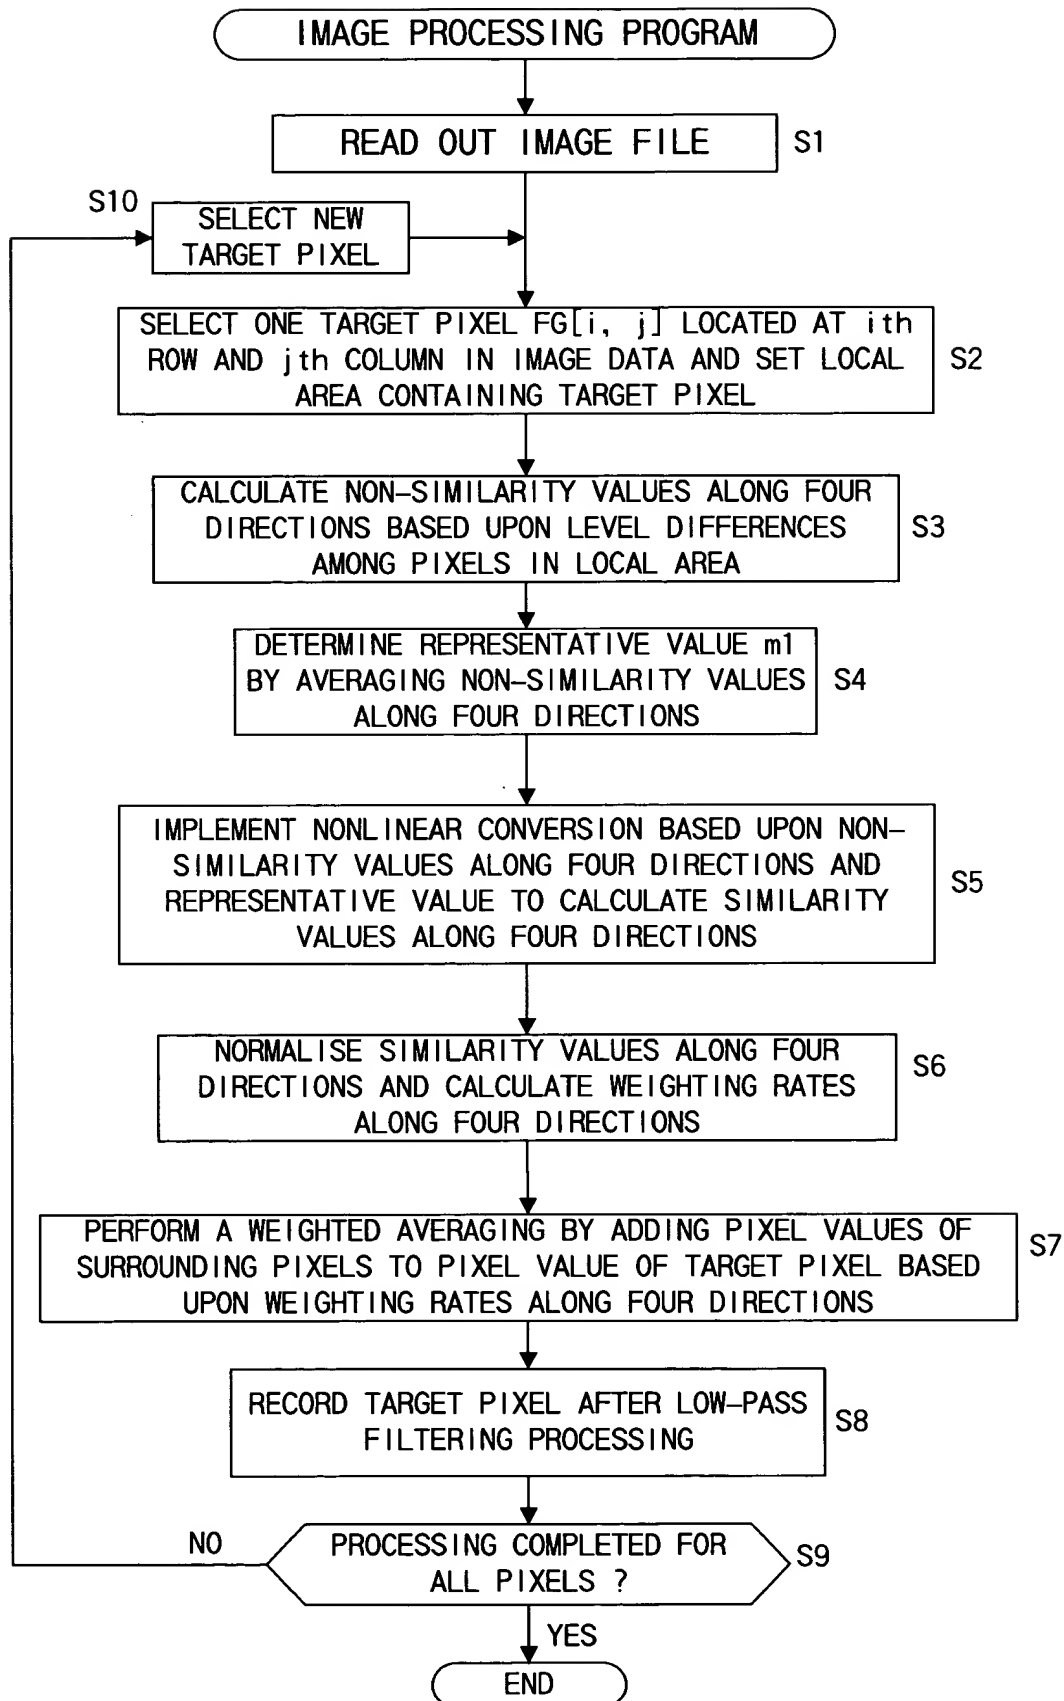 IMAGE PROCESSING PROGRAM
READ OUT IMAGE FILE
S1
S10
SELECT NEW
TARGET PIXEL
SELECT ONE TARGET PIXEL FG[i, j] LOCATED AT ith
ROW AND jth COLUMN IN IMAGE DATA AND SET LOCAL
AREA CONTAINING TARGET PIXEL
S2
CALCULATE NON-SIMILARITY VALUES ALONG FOUR
DIRECTIONS BASED UPON LEVEL DIFFERENCES
AMONG PIXELS IN LOCAL AREA
S3
DETERMINE REPRESENTATIVE VALUE m1
BY AVERAGING NON-SIMILARITY VALUES
ALONG FOUR DIRECTIONS
S4
IMPLEMENT NONLINEAR CONVERSION BASED UPON NON-
SIMILARITY VALUES ALONG FOUR DIRECTIONS AND
REPRESENTATIVE VALUE TO CALCULATE SIMILARITY
VALUES ALONG FOUR DIRECTIONS
S5
NORMALISE SIMILARITY VALUES ALONG FOUR
DIRECTIONS AND CALCULATE WEIGHTING RATES
ALONG FOUR DIRECTIONS
S6
PERFORM A WEIGHTED AVERAGING BY ADDING PIXEL VALUES OF
SURROUNDING PIXELS TO PIXEL VALUE OF TARGET PIXEL BASED
UPON WEIGHTING RATES ALONG FOUR DIRECTIONS
S7
RECORD TARGET PIXEL AFTER LOW-PASS
FILTERING PROCESSING
S8
NO
PROCESSING COMPLETED FOR
ALL PIXELS ?
S9
YES
END